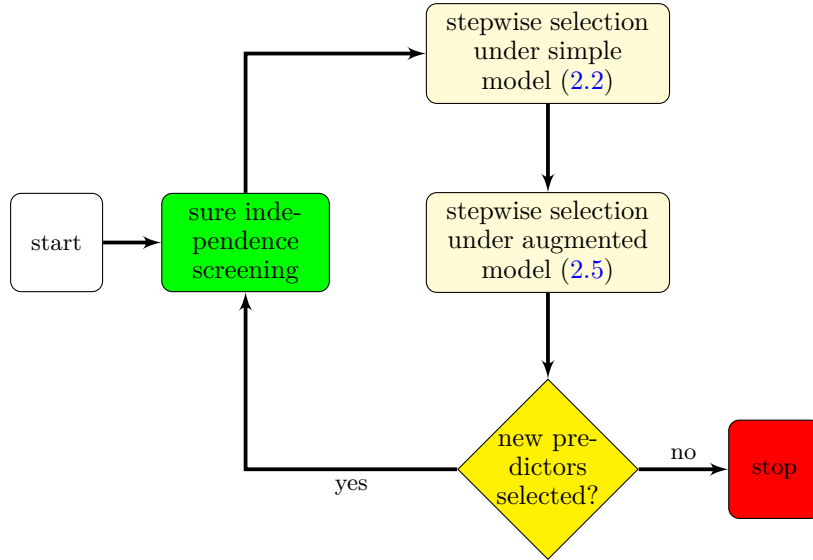 stepwise selection
under simple
model (2.2)
start
sure inde-
pendence
screening
stepwise selection
under augmented
model (2.5)
new pre-
dictors
selected?
yes
no
stop